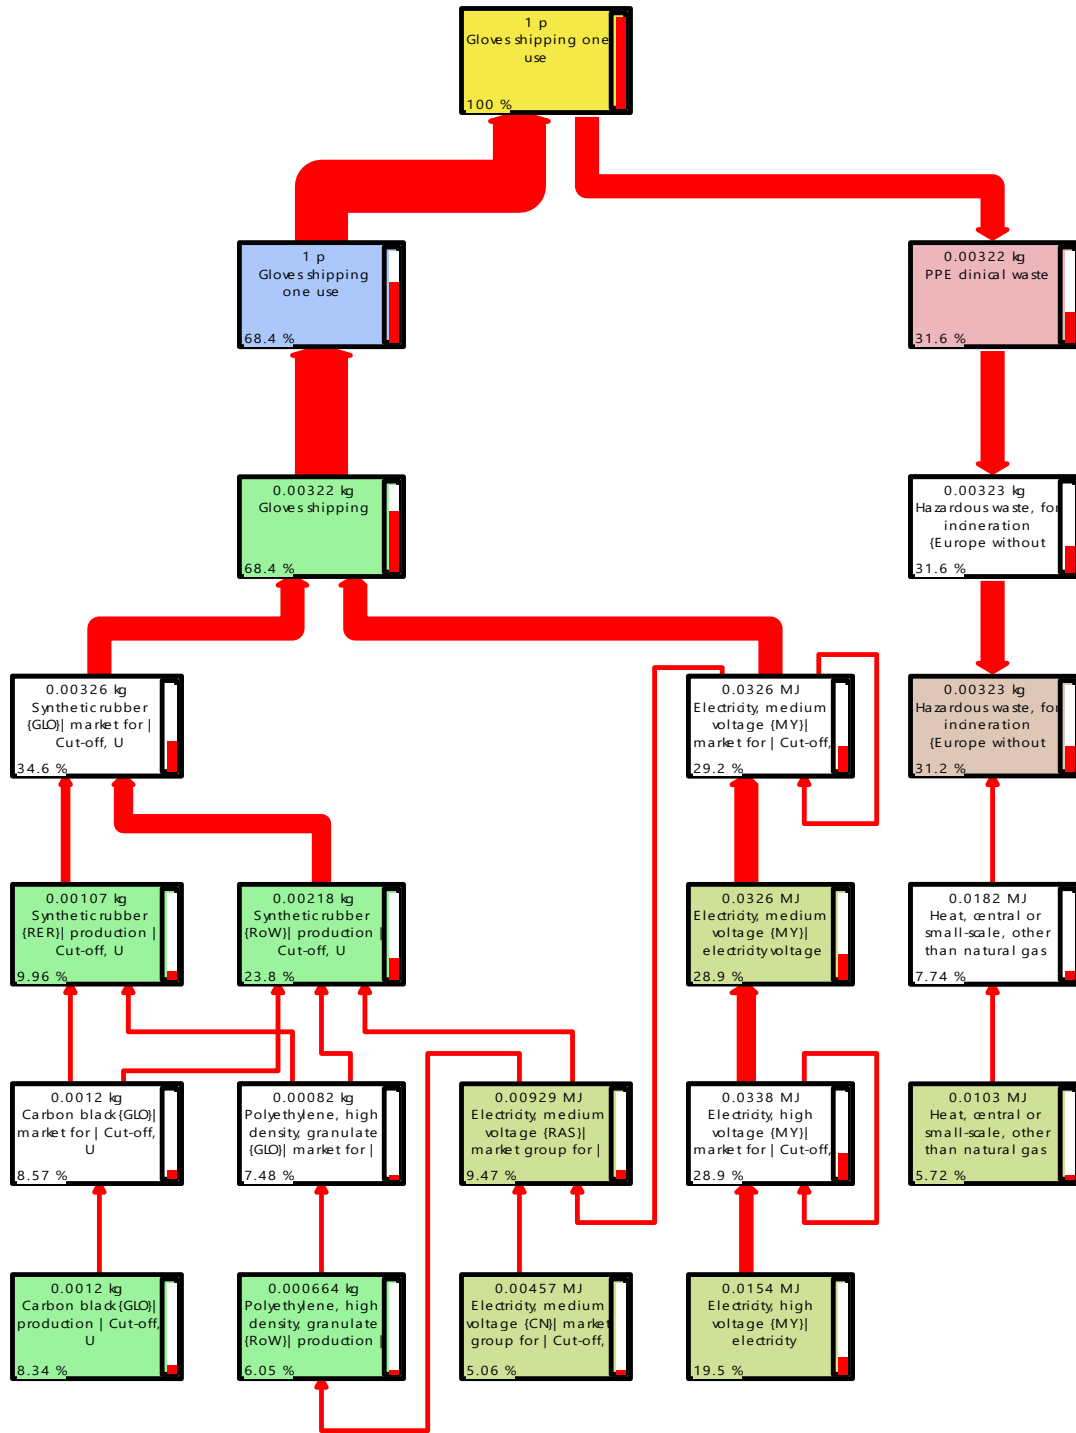 1 p
Gloves shipping one
use
100 %
1 p
Gloves shipping
one use
68.4 %
0.00322 kg
PPE clinical waste
31.6 %
0.00322 kg
Gloves shipping
68.4 %
0.00323 kg
Hazardous waste, for
incineration
{Europe without
31.6 %
0.00326 kg
Synthetic rubber
{GLO}| market for |
Cut-off, U
34.6 %
0.0326 MJ
Electricity, medium
voltage {MY}|
market for | Cut-off,
29.2 %
0.00323 kg
Hazardous waste, for
incineration
{Europe without
31.2 %
0.00107 kg
Synthetic rubber
{RER}| production |
Cut-off, U
9.96 %
0.00218 kg
Synthetic rubber
{RoW}| production |
Cut-off, U
23.8 %
0.0326 MJ
Electricity, medium
voltage {MY}|
electricity voltage
28.9 %
0.0182 MJ
Heat, central or
small-scale, other
than natural gas
7.74 %
0.0012 kg
Carbon black {GLO}|
market for | Cut-off,
U
8.57 %
0.00082 kg
Polyethylene, high
density, granulate
{GLO}| market for |
7.48 %
0.00929 MJ
Electricity, medium
voltage {RAS}|
market group for |
9.47 %
0.0338 MJ
Electricity, high
voltage {MY}|
market for | Cut-off,
28.9 %
0.0103 MJ
Heat, central or
small-scale, other
than natural gas
5.72 %
0.0012 kg
Carbon black {GLO}|
production | Cut-off,
U
8.34 %
0.000664 kg
Polyethylene, high
density, granulate
{RoW}| production |
6.05 %
0.00457 MJ
Electricity, medium
voltage {CN}| market
group for | Cut-off,
5.06 %
0.0154 MJ
Electricity, high
voltage {MY}|
electricity
19.5 %